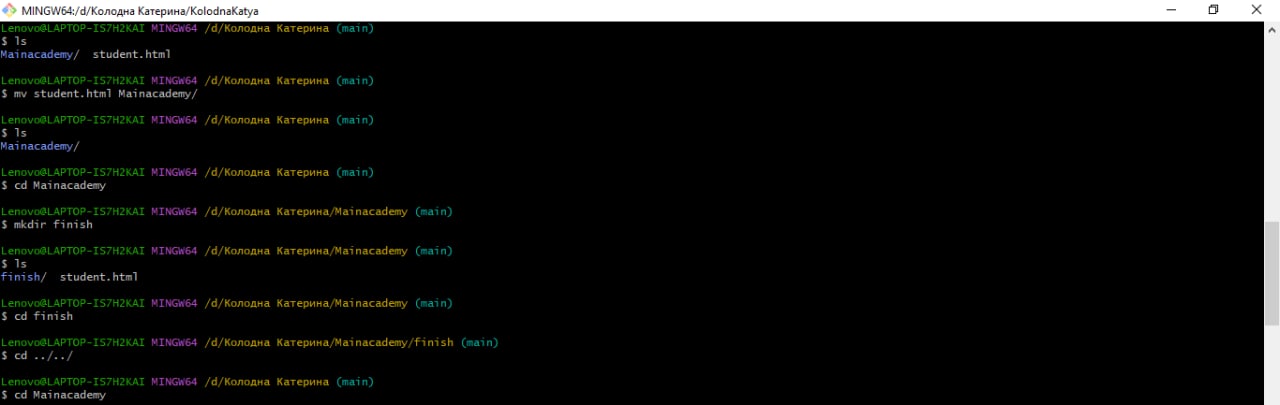 MINGW64:/d/Колодна Катерина/KolodnaKatya
Lenovo@LAPTOP-IS7H2KAI MINGW64 /d/Колодна Катерина (main)
$ ls
Mainacademy/  student.html
Lenovo@LAPTOP-IS7H2KAI MINGW64 /d/Колодна Катерина (main)
$ mv student.html Mainacademy/
Lenovo@LAPTOP-IS7H2KAI MINGW64 /d/Колодна Катерина (main)
$ ls
Mainacademy/
Lenovo@LAPTOP-IS7H2KAI MINGW64 /d/Колодна Катерина (main)
$ cd Mainacademy
Lenovo@LAPTOP-IS7H2KAI MINGW64 /d/Колодна Катерина/Mainacademy (main)
$ mkdir finish
Lenovo@LAPTOP-IS7H2KAI MINGW64 /d/Колодна Катерина/Mainacademy (main)
$ ls
finish/  student.html
Lenovo@LAPTOP-IS7H2KAI MINGW64 /d/Колодна Катерина/Mainacademy (main)
$ cd finish
Lenovo@LAPTOP-IS7H2KAI MINGW64 /d/Колодна Катерина/Mainacademy/finish (main)
$ cd ../../
Lenovo@LAPTOP-IS7H2KAI MINGW64 /d/Колодна Катерина (main)
$ cd Mainacademy